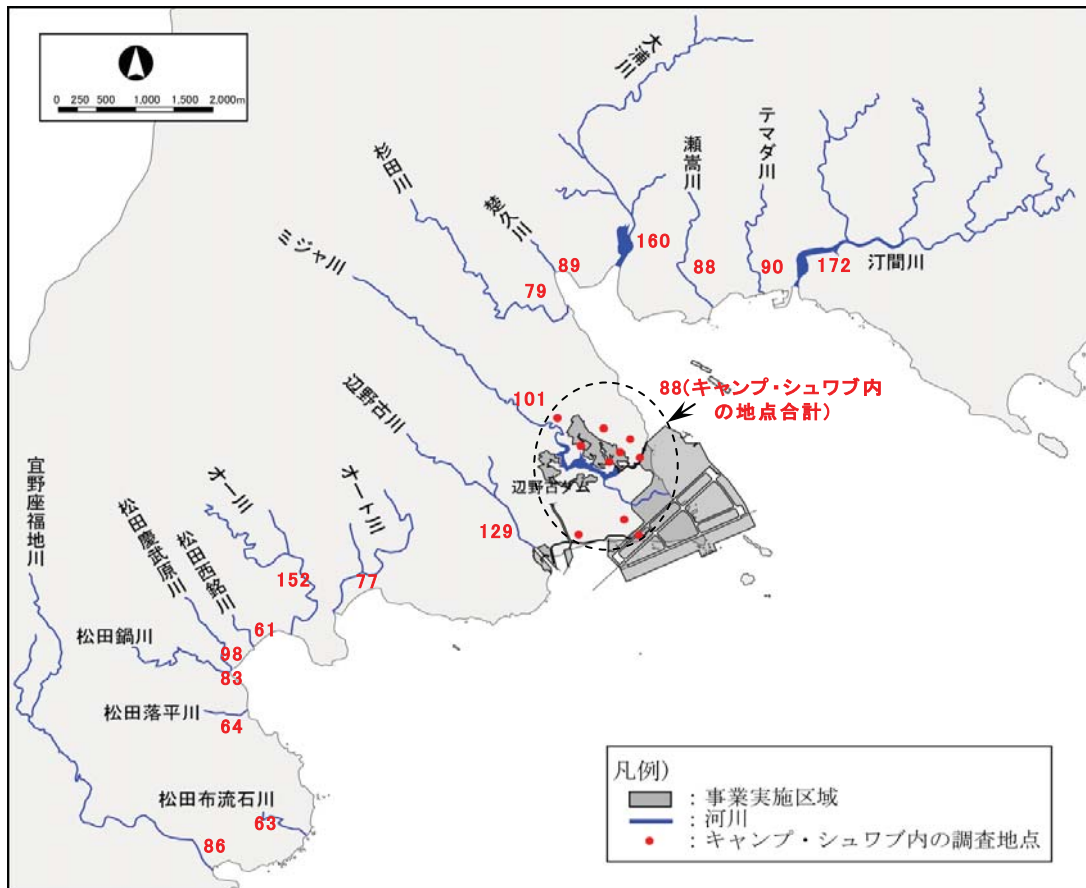 0 250 500 1,000 1,500 2,000m
大浦川
杉田川
楚久川
瀬嵩川
テマダ川
160
88
90
172
汀間川
ミジャ川
89
79
101
88(キャンプ・シュワブ内
の地点合計)
辺野古川
辺野古ダム
129
宜野座福地川
松田慶武原川
松田西銘川
オー川
オート川
152
77
61
98
83
松田鍋川
松田落平川
64
松田布流石川
63
86
凡例)
:事業実施区域
:河川
:キャンプ・シュワブ内の調査地点